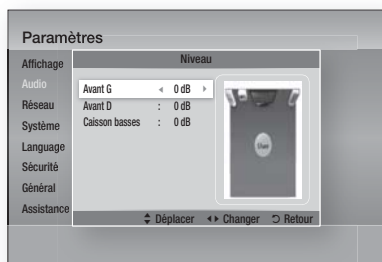 Paramètres
Affichage
Audio
Réseau
Système
Language
Sécurité
Général
Assistance
Niveau
Avant G ◀ 0 dB ▶
Avant D : 0 dB
Caisson basses : 0 dB
User
Déplacer Changer Retour